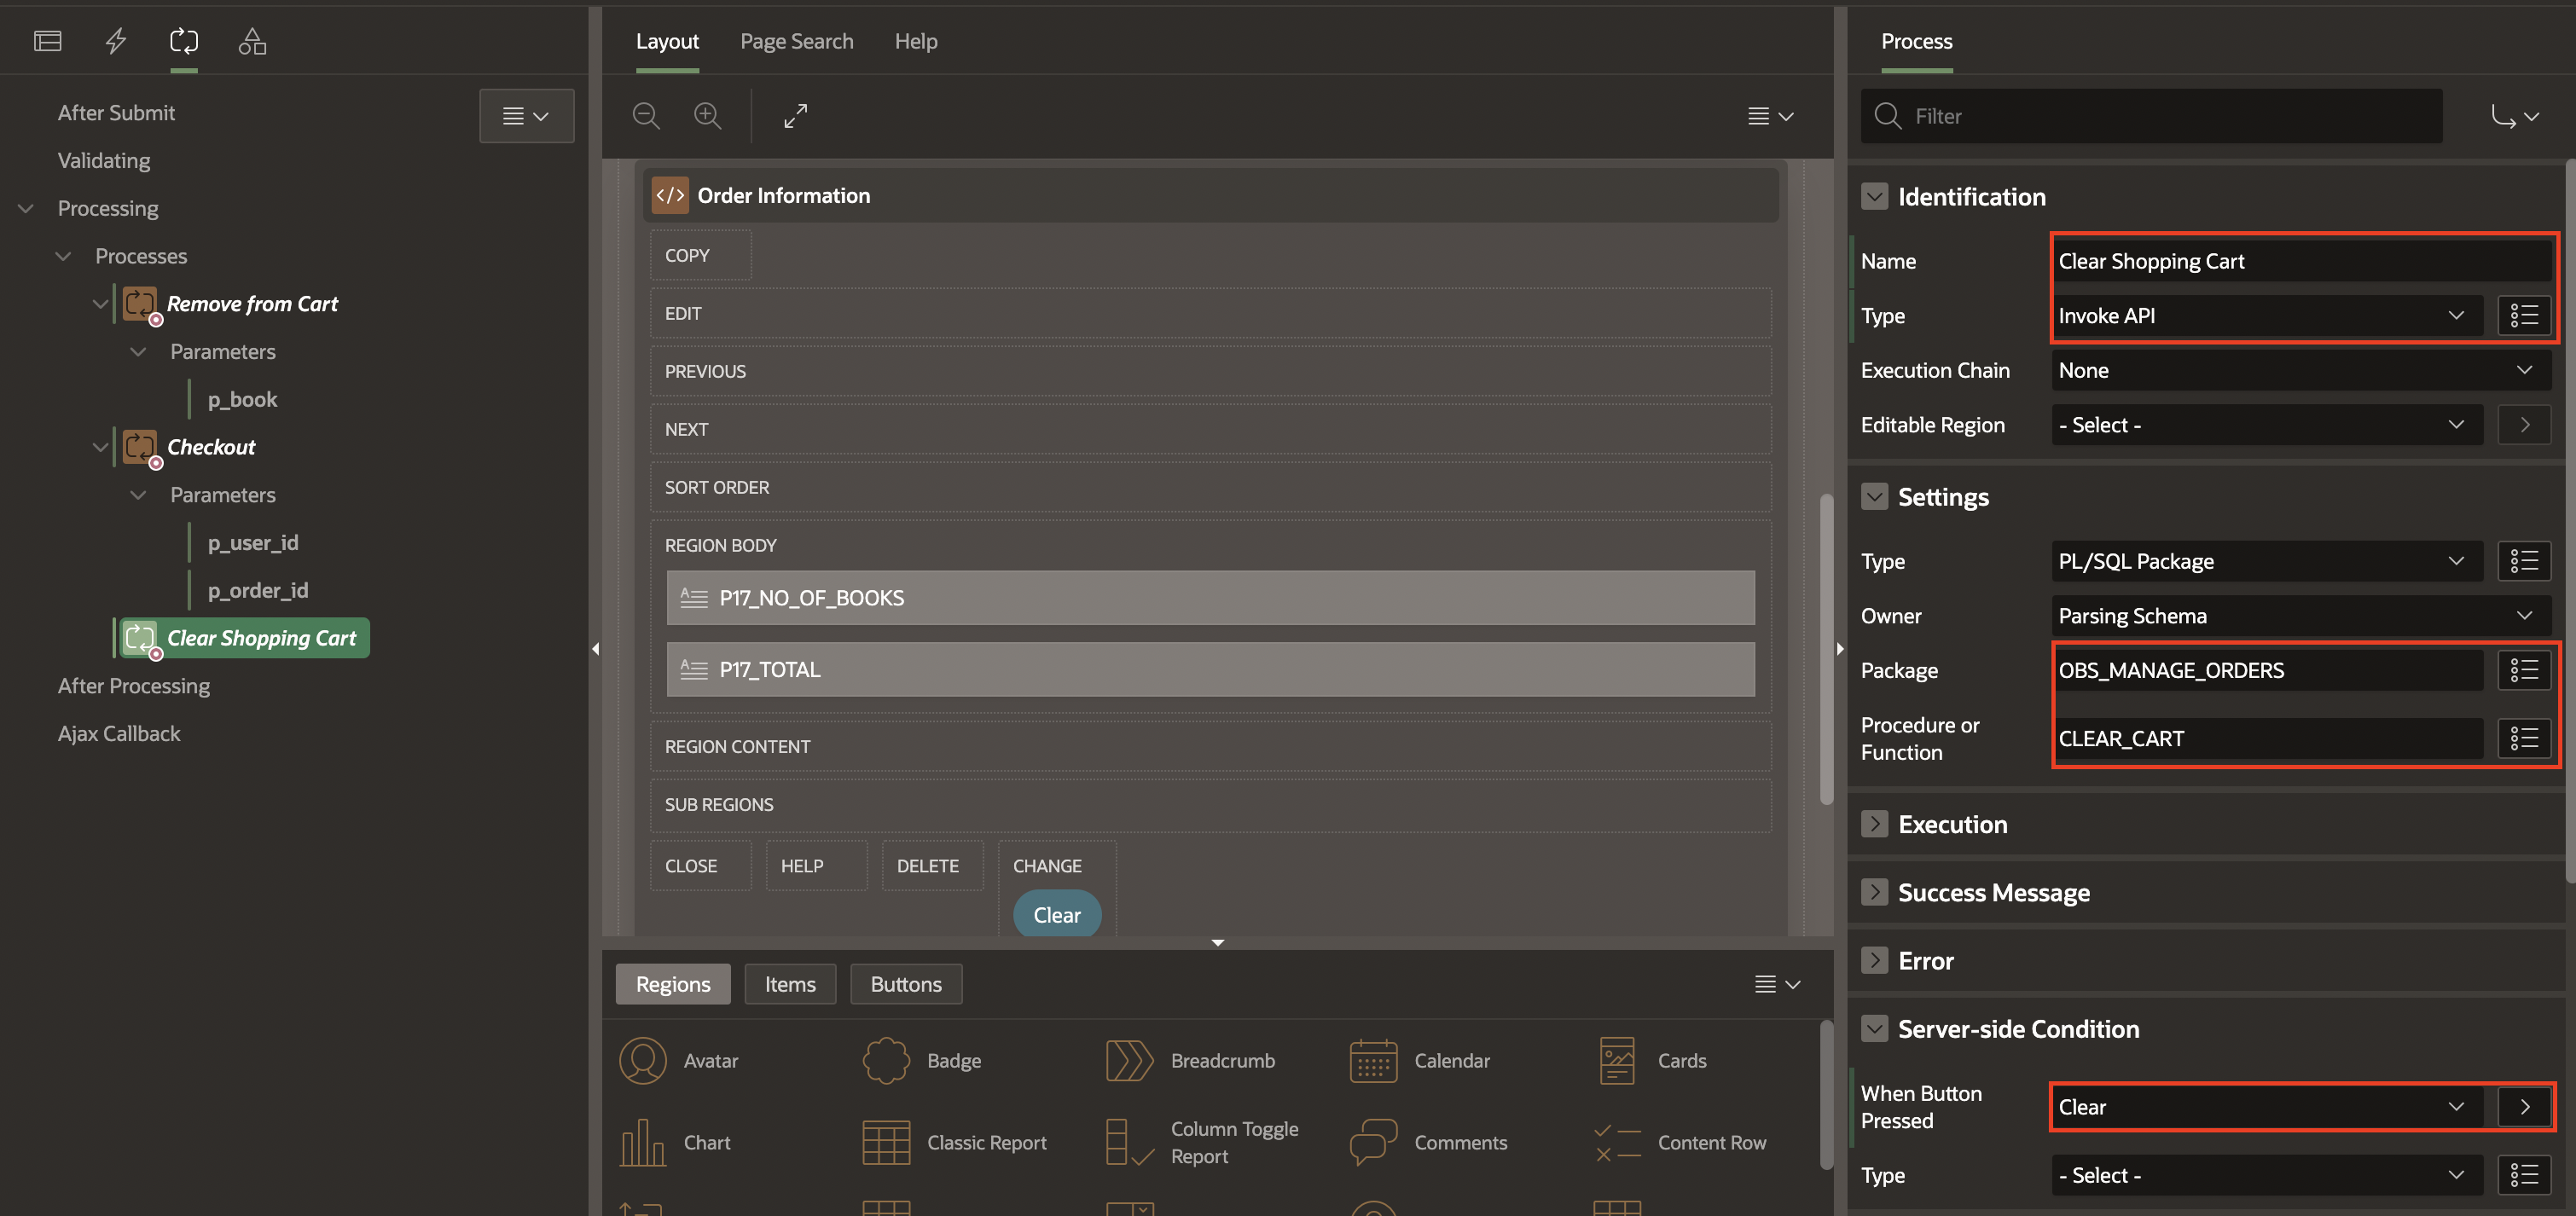 After Submit
Validating
Processing
Processes
Remove from Cart
Parameters
p_book
Checkout
Parameters
p_user_id
p_order_id
Clear Shopping Cart
After Processing
Ajax Callback
Layout
Page Search
Help
Order Information
COPY
EDIT
PREVIOUS
NEXT
SORT ORDER
REGION BODY
P17_NO_OF_BOOKS
P17_TOTAL
REGION CONTENT
SUB REGIONS
CLOSE
HELP
DELETE
CHANGE
Clear
Regions
Items
Buttons
Avatar
Badge
Breadcrumb
Calendar
Cards
Chart
Classic Report
Column Toggle
Report
Comments
Content Row
Process
Filter
Identification
Name
Clear Shopping Cart
Type
Invoke API
Execution Chain
None
Editable Region
- Select -
Settings
Type
PL/SQL Package
Owner
Parsing Schema
Package
OBS_MANAGE_ORDERS
Procedure or
Function
CLEAR_CART
Execution
Success Message
Error
Server-side Condition
When Button
Pressed
Clear
Type
- Select -